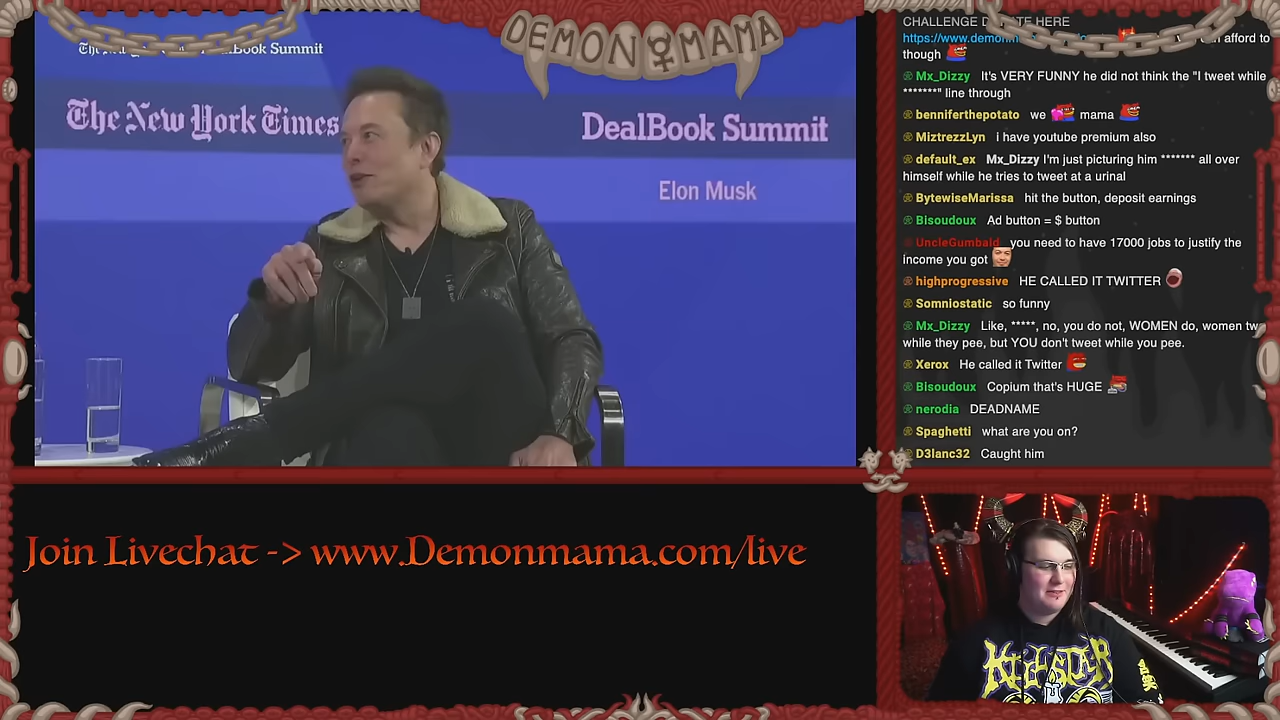 DEMON MAMA
DealBook Summit
The New York Times
DealBook Summit
Elon Musk
CHALLENGE HERE
afford to
though
Mx_Dizzy It's VERY FUNNY he did not think the "I tweet while
*******" line through
benniferthepotato we mama
MiztrezzLyn i have youtube premium also
default_ex Mx_Dizzy I'm just picturing him ******* all over
himself while he tries to tweet at a urinal
BytewiseMarissa hit the button, deposit earnings
Bisoudoux Ad button = $ button
UncleGumbald you need to have 17000 jobs to justify the
income you got
highprogressive HE CALLED IT TWITTER
Somniostatic so funny
Mx_Dizzy Like, *****, no, you do not, WOMEN do, women tw
while they pee, but YOU don't tweet while you pee.
Xerox He called it Twitter
Bisoudoux Copium that's HUGE
nerodia DEADNAME
Spaghetti what are you on?
D3lanc32 Caught him
Join Livechat -> www.Demonmama.com/live
KILLSTAR